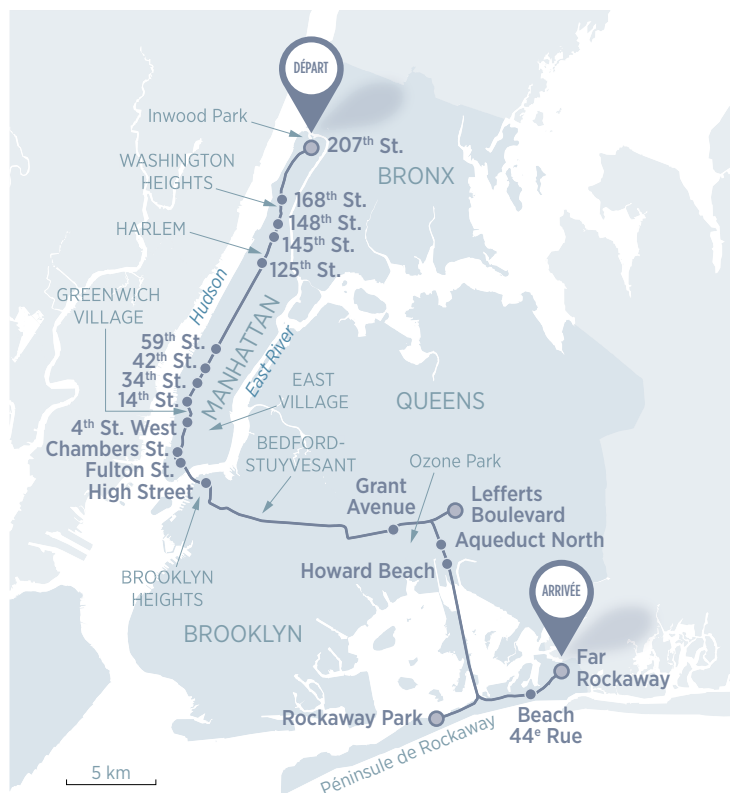 DÉPART
Inwood Park
207th St.
WASHINGTON
HEIGHTS
BRONX
168th St.
148th St.
HARLEM
145th St.
125th St.
Hudson
GREENWICH
VILLAGE
MANHATTAN
East River
59th St.
42th St.
34th St.
14th St.
EAST
VILLAGE
QUEENS
4th St. West
Chambers St.
Fulton St.
High Street
BEDFORD-
STUYVESANT
Ozone Park
Grant
Avenue
Lefferts
Boulevard
Aqueduct North
Howard Beach
BROOKLYN
HEIGHTS
ARRIVÉE
BROOKLYN
Far
Rockaway
Rockaway Park
Beach
44e Rue
Péninsule de Rockaway
5 km